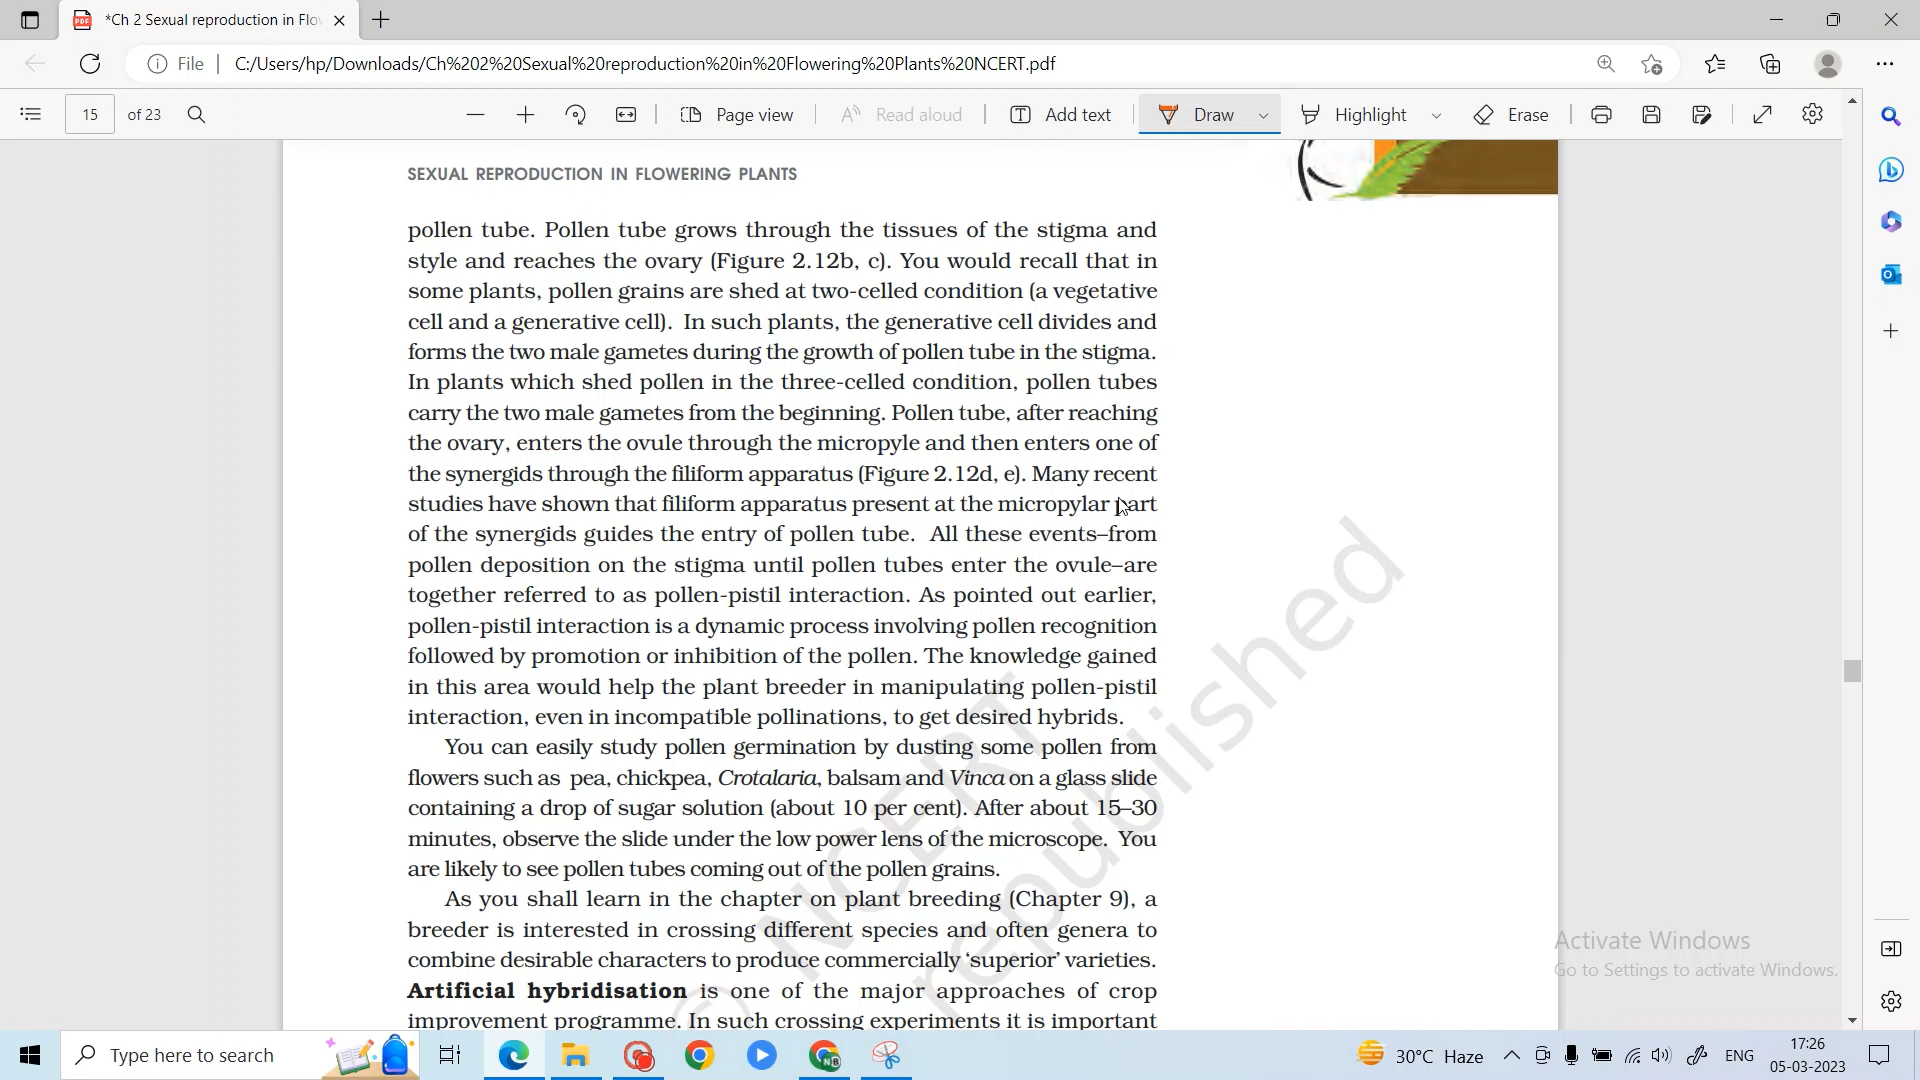 *Ch 2 Sexual reproduction in Flo
File
C:/Users/hp/Downloads/Ch%202%20Sexual%20reproduction%20in%20Flowering%20Plants%20NCERT.pdf
15 of 23
Page view
Read aloud
Add text
Draw
Highlight
Erase
SEXUAL REPRODUCTION IN FLOWERING PLANTS
pollen tube. Pollen tube grows through the tissues of the stigma and
style and reaches the ovary (Figure 2.12b, c). You would recall that in
some plants, pollen grains are shed at two-celled condition (a vegetative
cell and a generative cell). In such plants, the generative cell divides and
forms the two male gametes during the growth of pollen tube in the stigma.
In plants which shed pollen in the three-celled condition, pollen tubes
carry the two male gametes from the beginning. Pollen tube, after reaching
the ovary, enters the ovule through the micropyle and then enters one of
the synergids through the filiform apparatus (Figure 2.12d, e). Many recent
studies have shown that filiform apparatus present at the micropylar part
of the synergids guides the entry of pollen tube. All these events–from
pollen deposition on the stigma until pollen tubes enter the ovule–are
together referred to as pollen-pistil interaction. As pointed out earlier,
pollen-pistil interaction is a dynamic process involving pollen recognition
followed by promotion or inhibition of the pollen. The knowledge gained
in this area would help the plant breeder in manipulating pollen-pistil
interaction, even in incompatible pollinations, to get desired hybrids.
You can easily study pollen germination by dusting some pollen from
flowers such as pea, chickpea, Crotalaria, balsam and Vinca on a glass slide
containing a drop of sugar solution (about 10 per cent). After about 15–30
minutes, observe the slide under the low power lens of the microscope. You
are likely to see pollen tubes coming out of the pollen grains.
As you shall learn in the chapter on plant breeding (Chapter 9), a
breeder is interested in crossing different species and often genera to
combine desirable characters to produce commercially ‘superior’ varieties.
Artificial hybridisation is one of the major approaches of crop
improvement programme. In such crossing experiments it is important
© NCERT
republished
Activate Windows
Go to Settings to activate Windows.
Type here to search
30°C Haze
ENG
17:26
05-03-2023